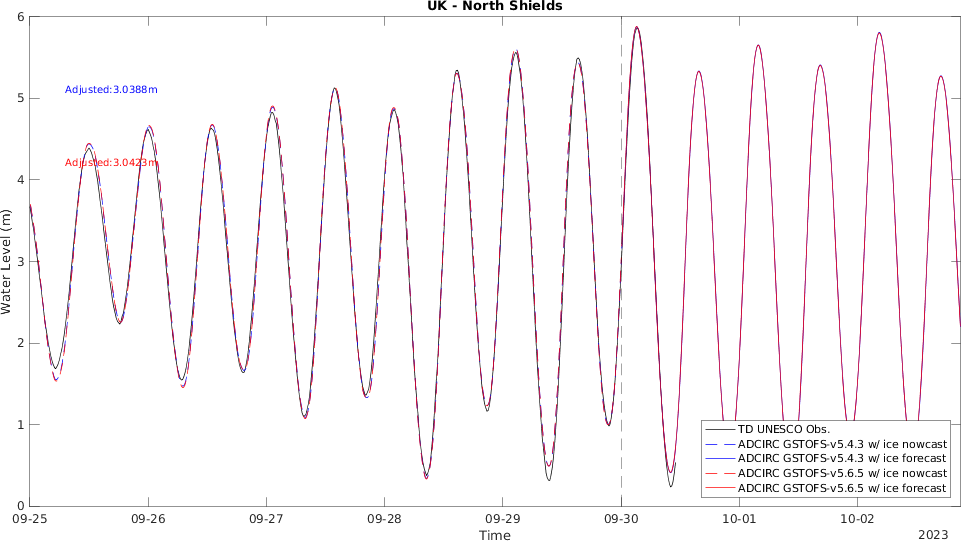 UK - North Shields
6
5
4
3
2
1
0
Water Level (m)
Adjusted:3.0388m
Adjusted:3.0423m
TD UNESCO Obs.
ADCIRC GSTOFS-v5.4.3 w/ ice nowcast
ADCIRC GSTOFS-v5.4.3 w/ ice forecast
ADCIRC GSTOFS-v5.6.5 w/ ice nowcast
ADCIRC GSTOFS-v5.6.5 w/ ice forecast
09-25 09-26 09-27 09-28 09-29 09-30 10-01 10-02
Time
2023